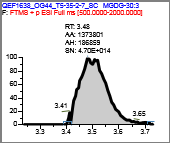 QEF1638_OG44_T5-35-2-7_SC MGDG-30:3
F: FTMS + p ESI Full ms [500.0000-2000.0000]
RT: 3.48
AA: 1373801
AH: 186859
SN: 4.70E+014
100
80
60
40
20
0
3.41
3.65
3.3 3.4 3.5 3.6 3.7